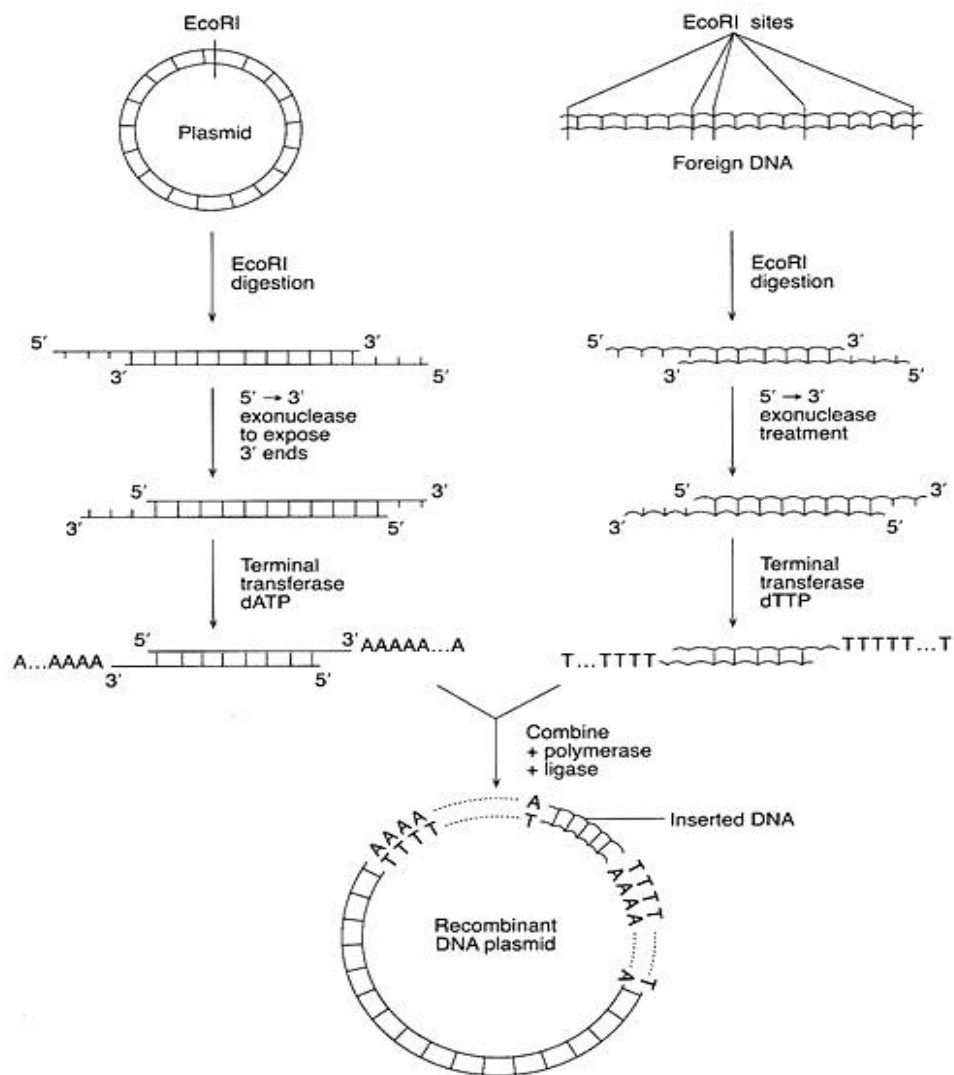 EcoRI
Plasmid
EcoRI sites
Foreign DNA
EcoRI
digestion
EcoRI
digestion
5′ 3′
3′ 5′
5′ 3′
3′ 5′
5′ → 3′
exonuclease
to expose
3′ ends
5′ → 3′
exonuclease
treatment
5′ 3′
3′ 5′
5′ 3′
3′ 5′
Terminal
transferase
dATP
Terminal
transferase
dTTP
5′ 3′ AAAAA...A
A...AAAA
3′ 5′
TTTTT...T
T...TTTT
Combine
+ polymerase
+ ligase
A
T
AAAA
TTTT
Inserted DNA
TTTT
AAAA
Recombinant
DNA plasmid
T
A